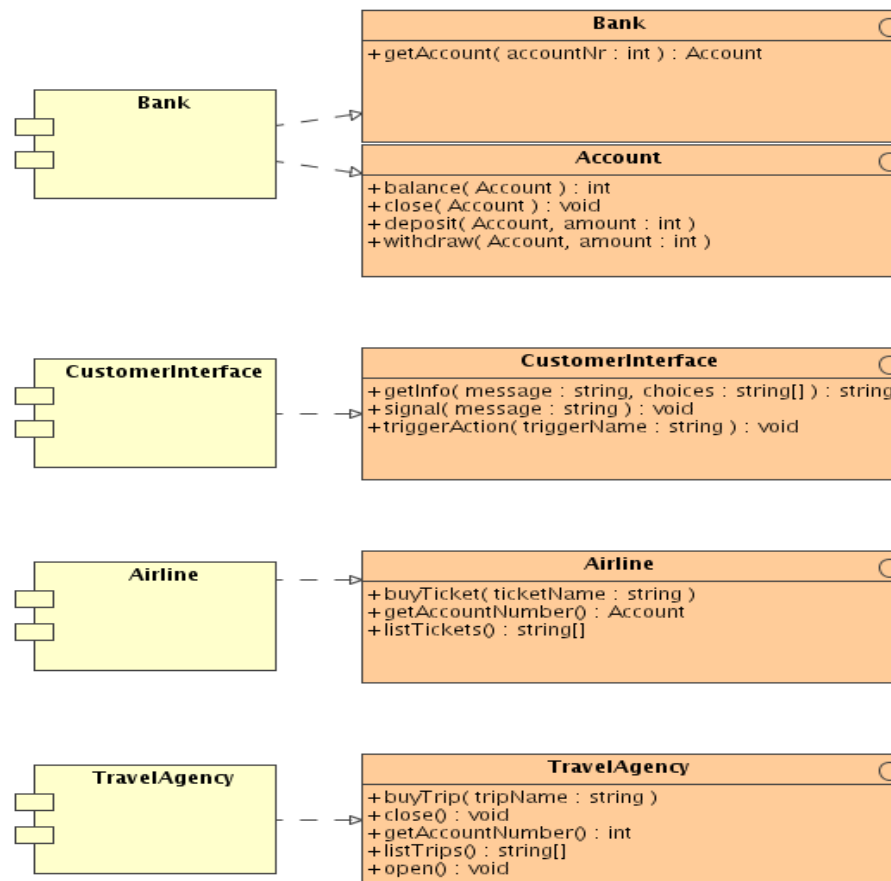 Bank
Bank
+getAccount( accountNr : int ) : Account
Account
+balance( Account ) : int
+close( Account ) : void
+deposit( Account, amount : int )
+withdraw( Account, amount : int )
CustomerInterface
CustomerInterface
+getInfo( message : string, choices : string[] ) : string
+signal( message : string ) : void
+triggerAction( triggerName : string ) : void
Airline
Airline
+buyTicket( ticketName : string )
+getAccountNumber() : Account
+listTickets() : string[]
TravelAgency
TravelAgency
+buyTrip( tripName : string )
+close() : void
+getAccountNumber() : int
+listTrips() : string[]
+open() : void